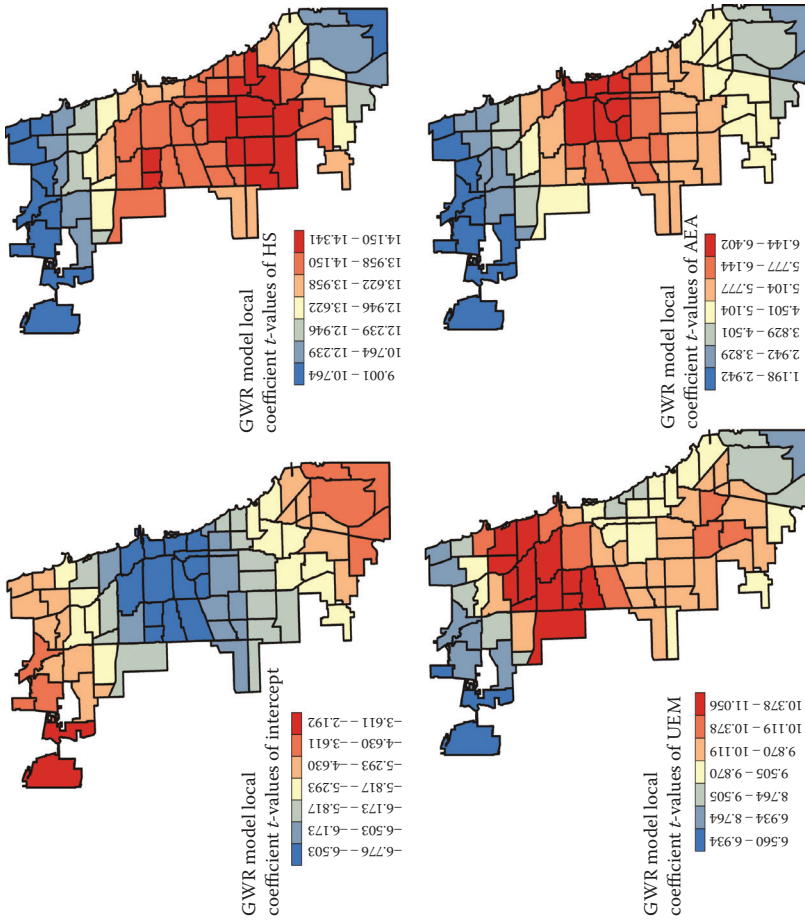 GWR model local
coefficient t-values of HS
9.001 – 10.764
10.764 – 12.239
12.239 – 12.946
12.946 – 13.622
13.622 – 13.958
13.958 – 14.150
14.150 – 14.341
GWR model local
coefficient t-values of AEA
1.198 – 2.942
2.942 – 3.829
3.829 – 4.501
4.501 – 5.104
5.104 – 5.777
5.777 – 6.144
6.144 – 6.402
GWR model local
coefficient t-values of intercept
−6.776 – −6.503
−6.503 – −6.173
−6.173 – −5.817
−5.817 – −5.293
−5.293 – −4.630
−4.630 – −3.611
−3.611 – −2.192
GWR model local
coefficient t-values of UEM
6.560 – 6.934
6.934 – 8.764
8.764 – 9.505
9.505 – 9.870
9.870 – 10.119
10.119 – 10.378
10.378 – 11.056